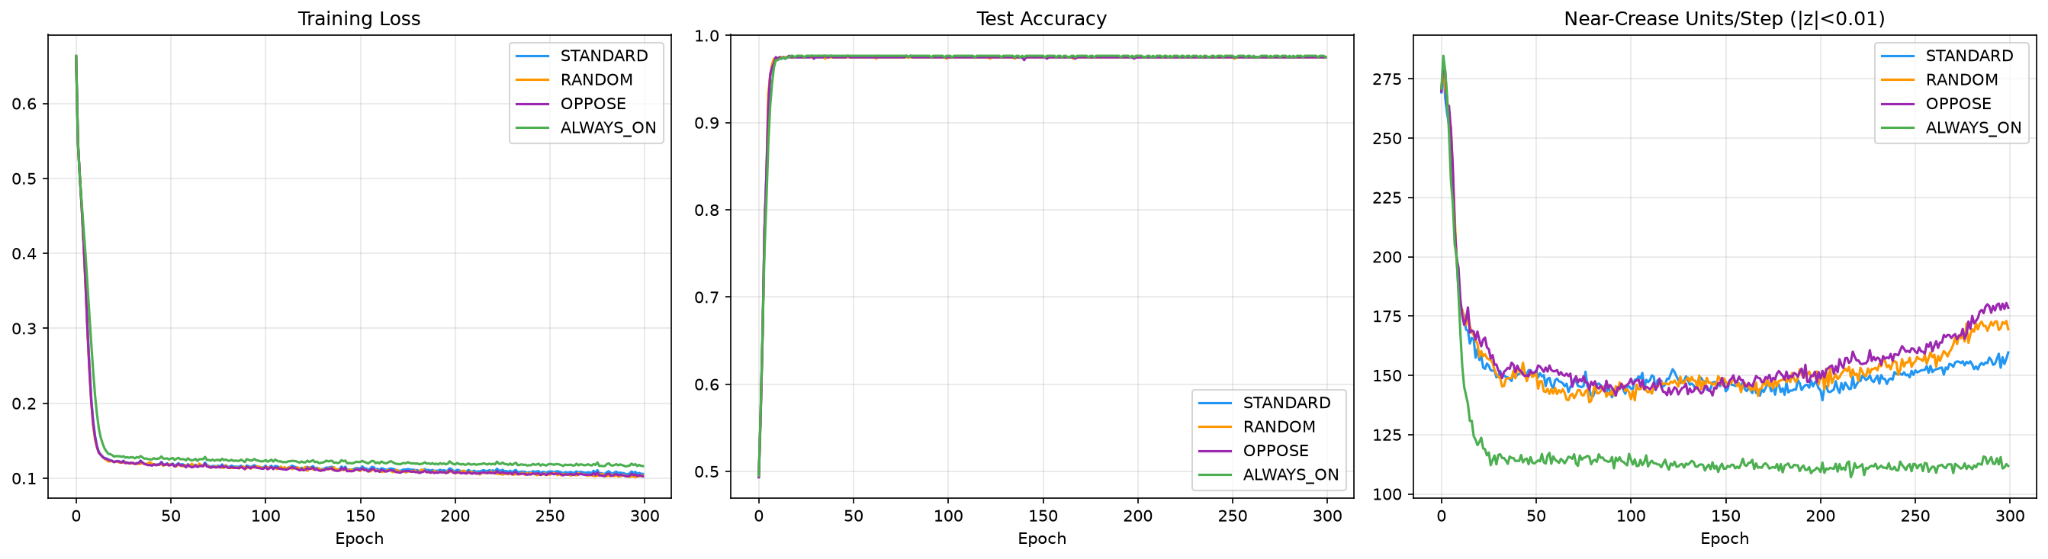 Training Loss
STANDARD
RANDOM
OPPOSE
ALWAYS_ON
0.6
0.5
0.4
0.3
0.2
0.1
0 50 100 150 200 250 300
Epoch
Test Accuracy
1.0
0.9
0.8
0.7
0.6
0.5
STANDARD
RANDOM
OPPOSE
ALWAYS_ON
0 50 100 150 200 250 300
Epoch
Near-Crease Units/Step (|z|<0.01)
STANDARD
RANDOM
OPPOSE
ALWAYS_ON
275
250
225
200
175
150
125
100
0 50 100 150 200 250 300
Epoch